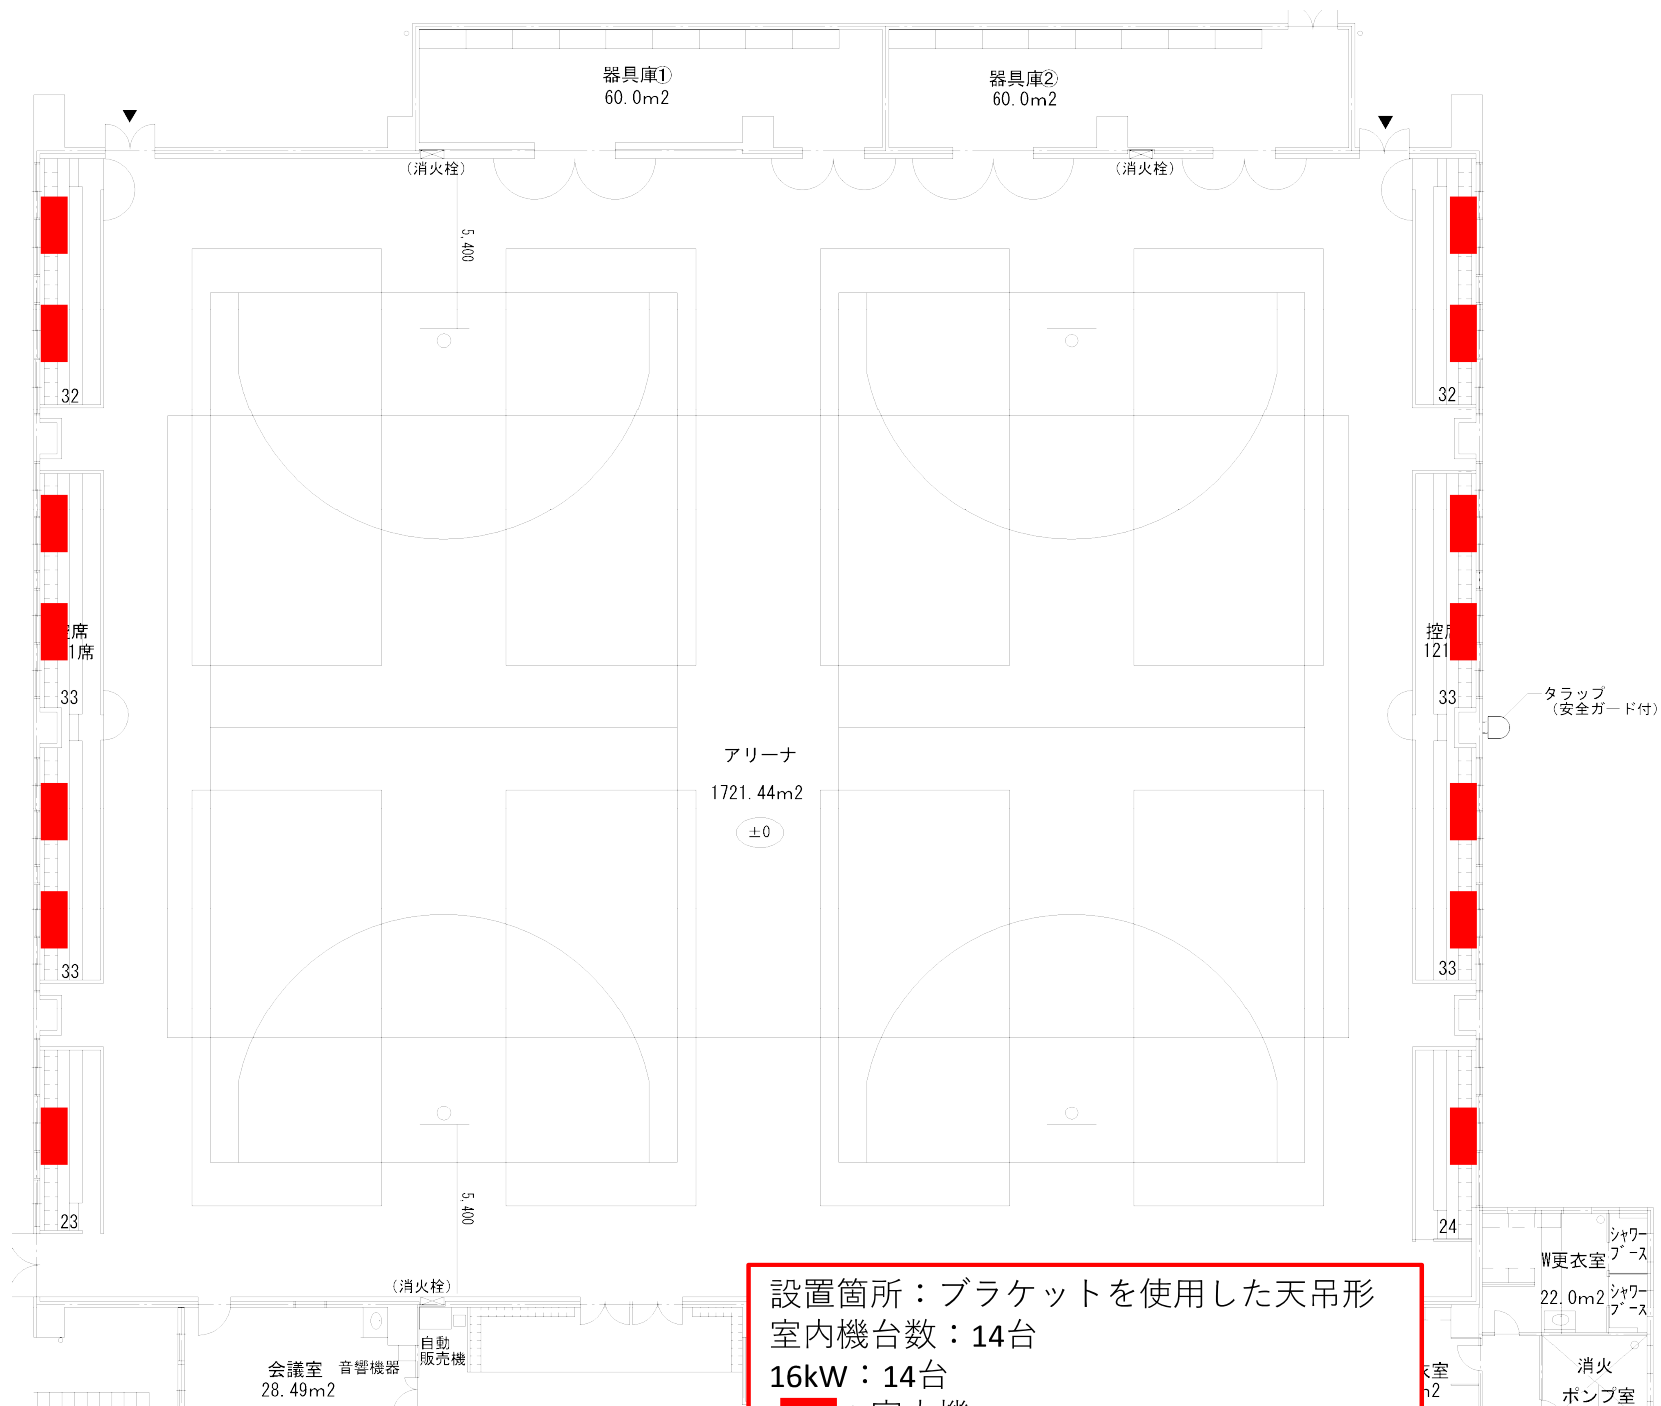 器具庫①
60.0m2
器具庫②
60.0m2
(消火栓)
(消火栓)
5,400
32
32
席
1席
控
121
33
33
タラップ
(安全ガード付)
アリーナ
1721.44m2
±0
33
33
5,400
23
24
(消火栓)
W更衣室
22.0m2
シャワー
ブース
シャワー
ブース
設置箇所：ブラケットを使用した天吊形
室内機台数：14台
16kW：14台
自動
販売機
会議室
28.49m2
音響機器
衣室
m2
消火
ポンプ室